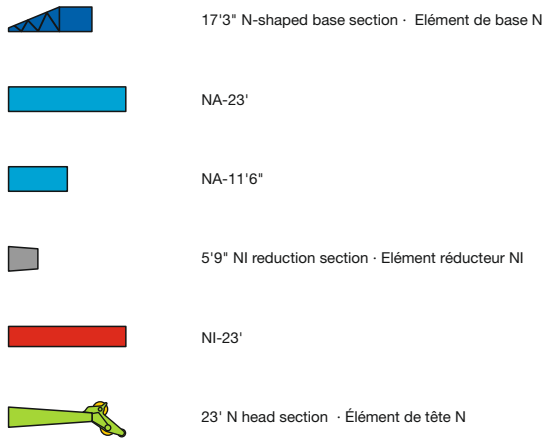 17'3" N-shaped base section · Elément de base N
NA-23'
NA-11'6"
5'9" NI reduction section · Elément réducteur NI
NI-23'
23' N head section · Élément de tête N